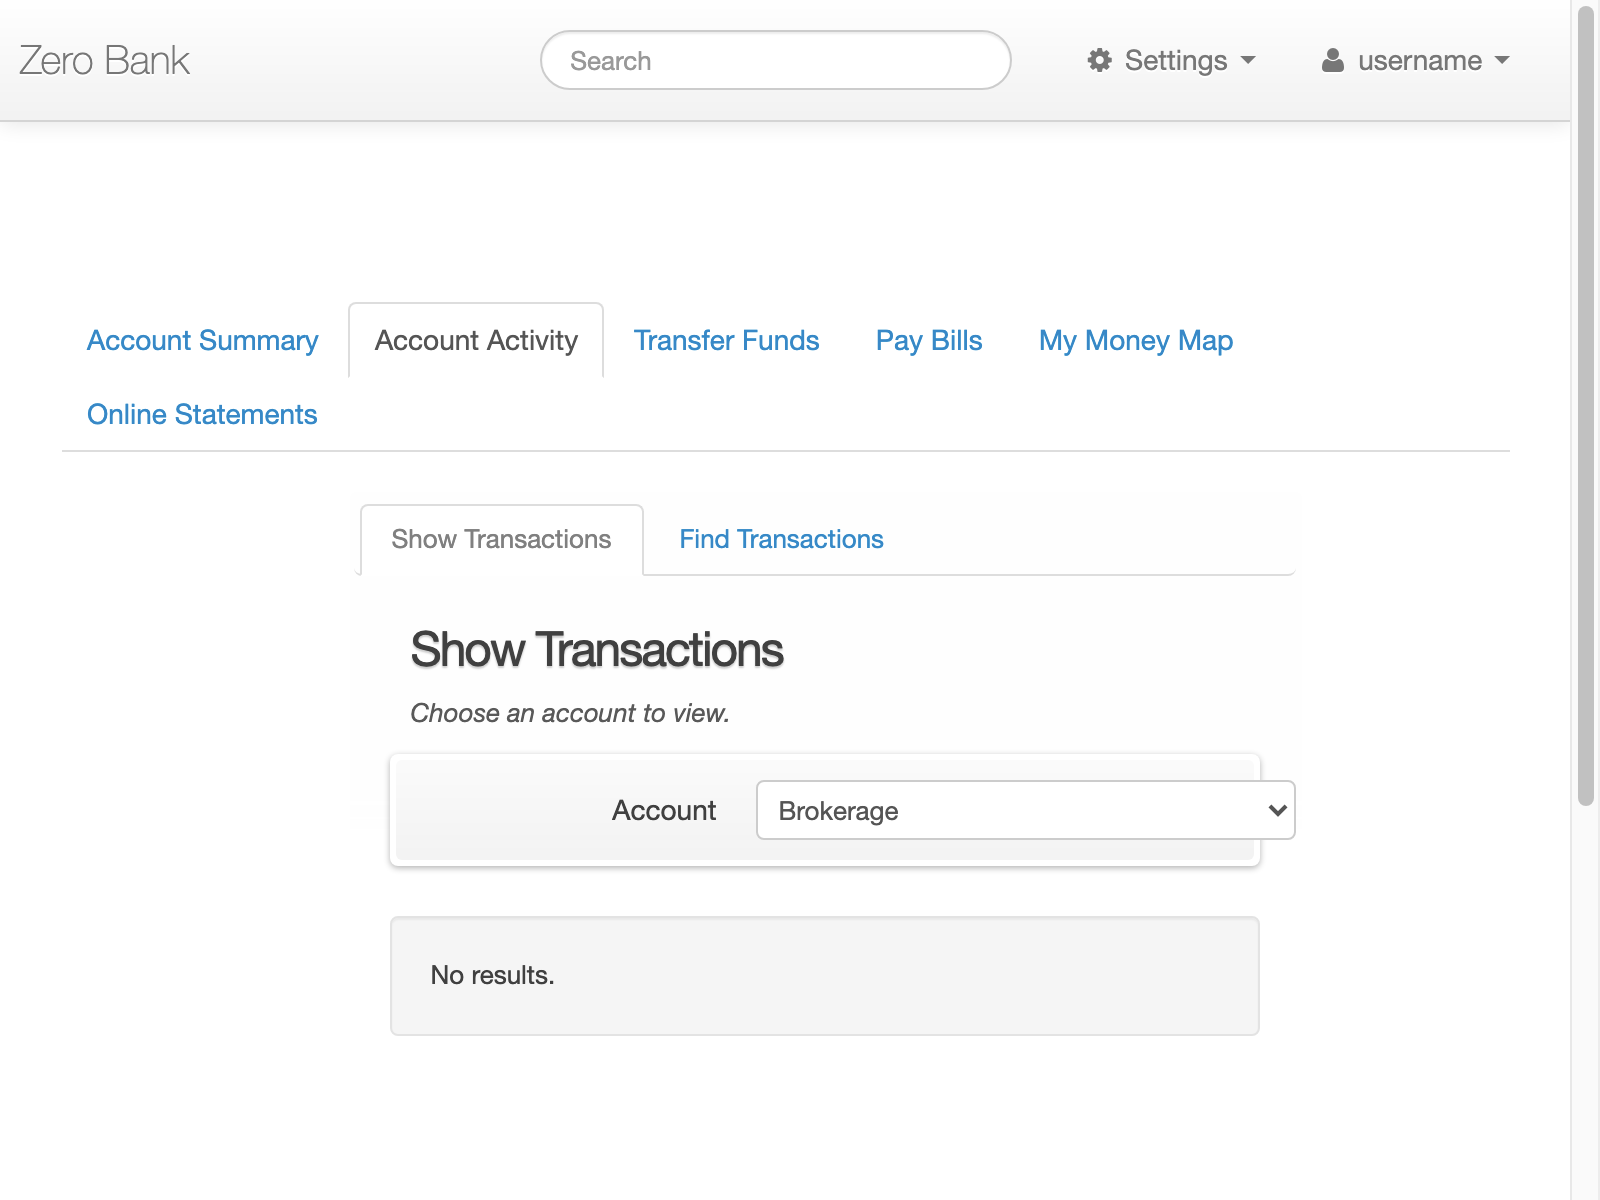 Zero Bank
Search
Settings
username
Account Summary
Account Activity
Transfer Funds
Pay Bills
My Money Map
Online Statements
Show Transactions
Find Transactions
Show Transactions
Choose an account to view.
Account
Brokerage
No results.